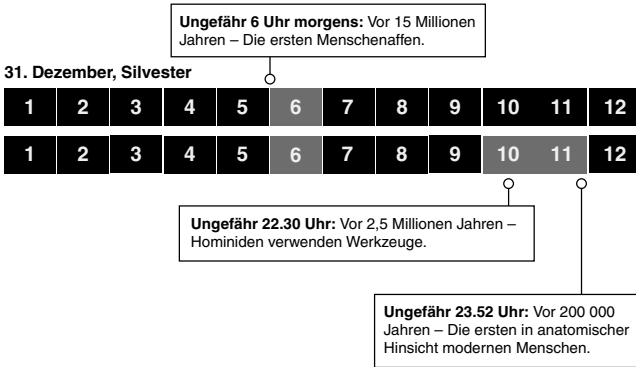 Ungefähr 6 Uhr morgens: Vor 15 Millionen
Jahren – Die ersten Menschenaffen.
31. Dezember, Silvester
1 2 3 4 5 6 7 8 9 10 11 12
1 2 3 4 5 6 7 8 9 10 11 12
Ungefähr 22.30 Uhr: Vor 2,5 Millionen Jahren –
Hominiden verwenden Werkzeuge.
Ungefähr 23.52 Uhr: Vor 200 000
Jahren – Die ersten in anatomischer
Hinsicht modernen Menschen.